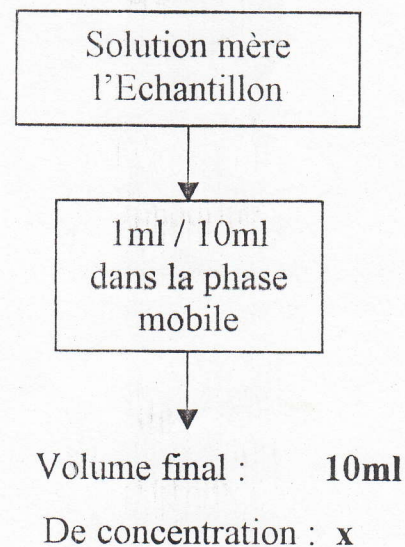 Solution mère
l’Echantillon
1ml / 10ml
dans la phase
mobile
Volume final : 10ml
De concentration : x